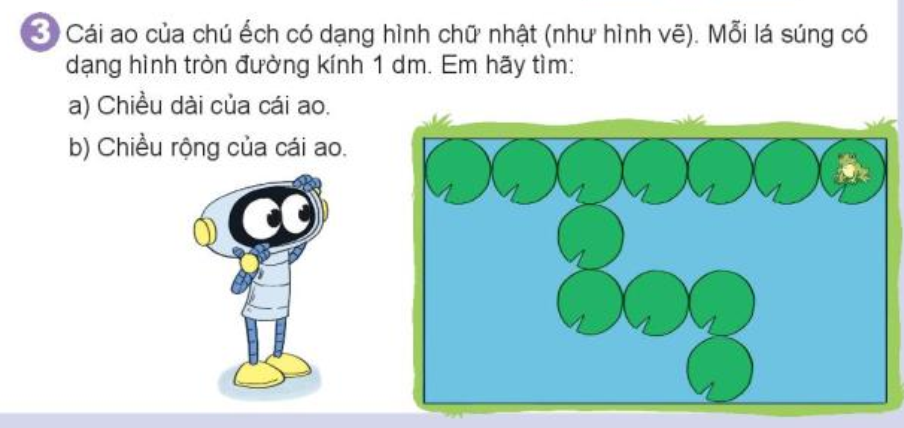 3 Cái ao của chú ếch có dạng hình chữ nhật (như hình vẽ). Mỗi lá súng có
dạng hình tròn đường kính 1 dm. Em hãy tìm:
a) Chiều dài của cái ao.
b) Chiều rộng của cái ao.